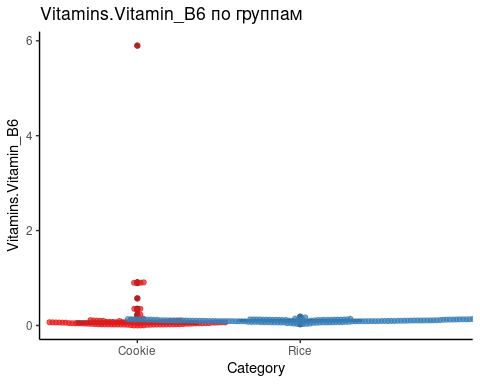 Vitamins.Vitamin_B6 по группам
6
4
2
0
Vitamins.Vitamin_B6
Cookie
Rice
Category